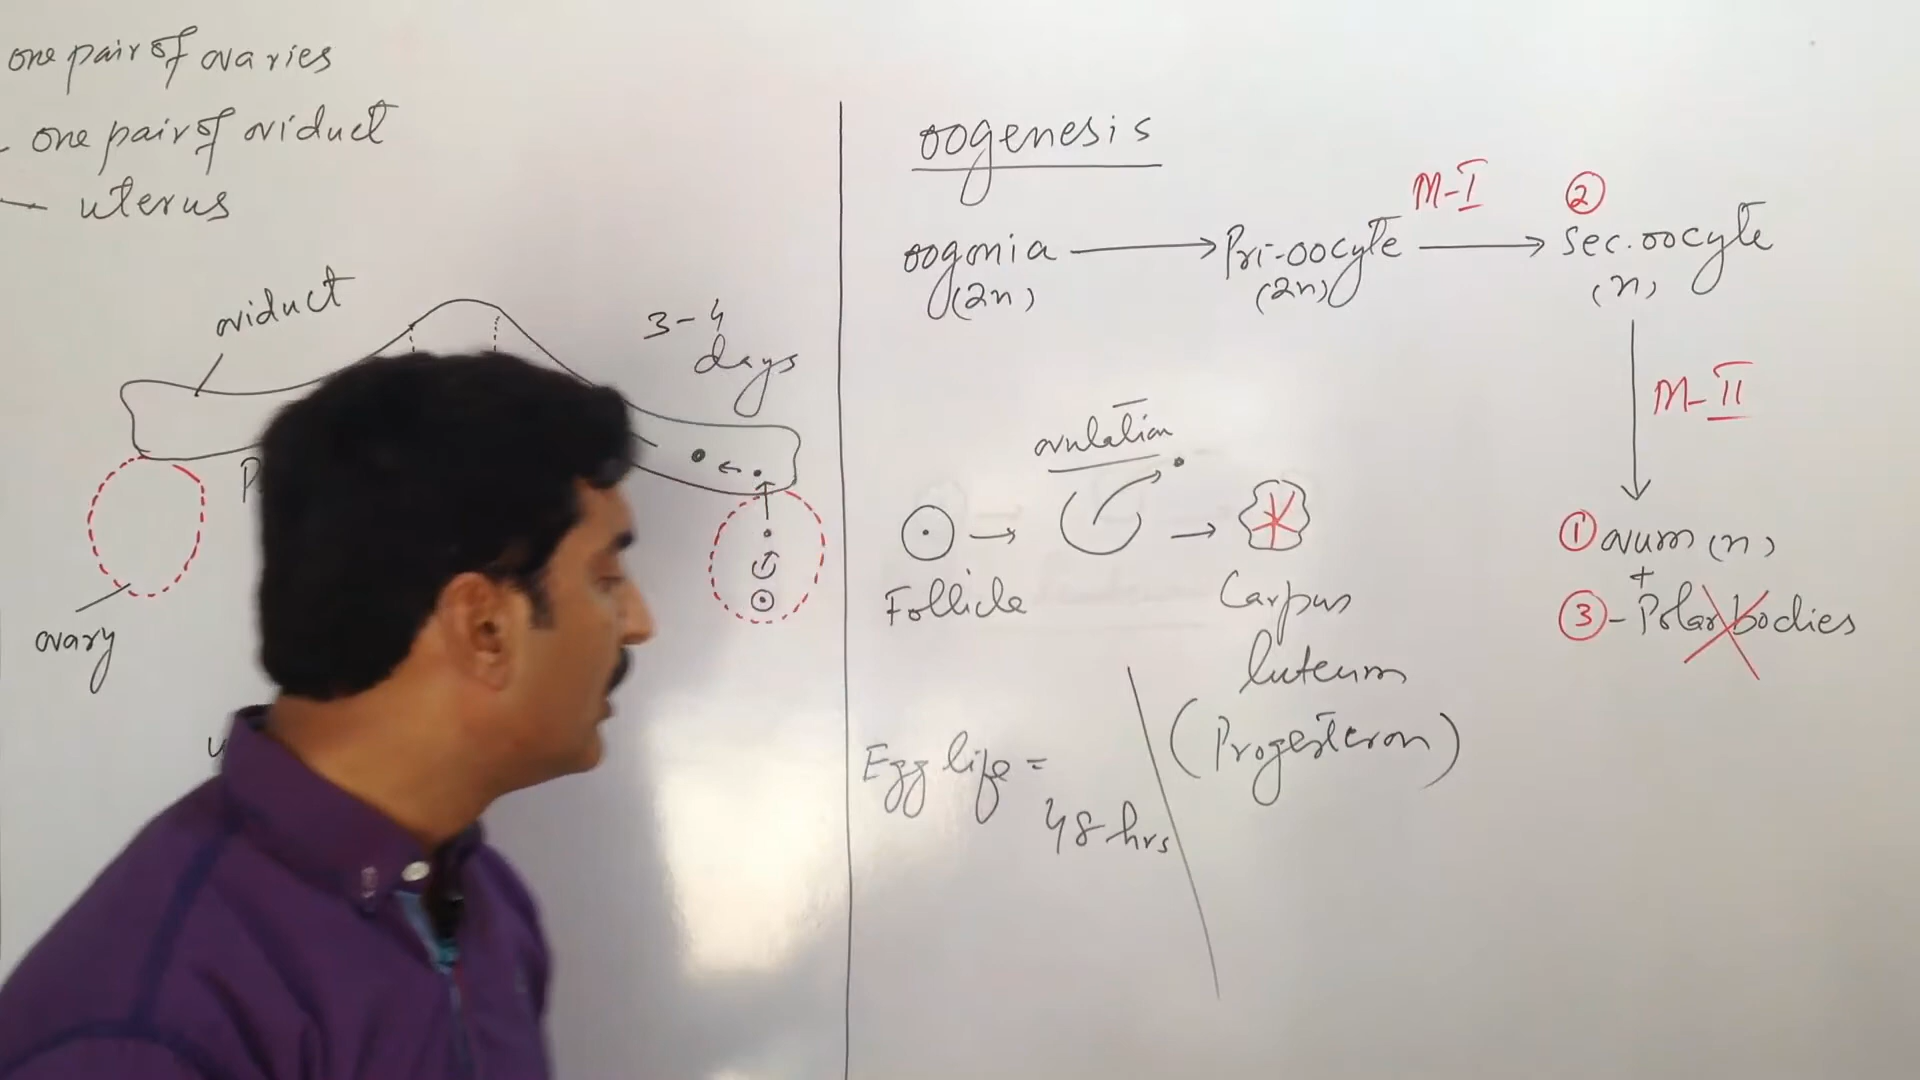 one pair of ovaries
- one pair of oviduct
— uterus
oviduct
3-4
days
ovary
oogenesis
M-I
②
oogonia → Pri-oocyte → Sec. oocyte
(2n) (2n) (n)
M-II
ovulation
Follicle
Carpus
luteum
(Progesteron)
Egg life =
48 hrs
① ovum (n)
+
③ - Polar bodies